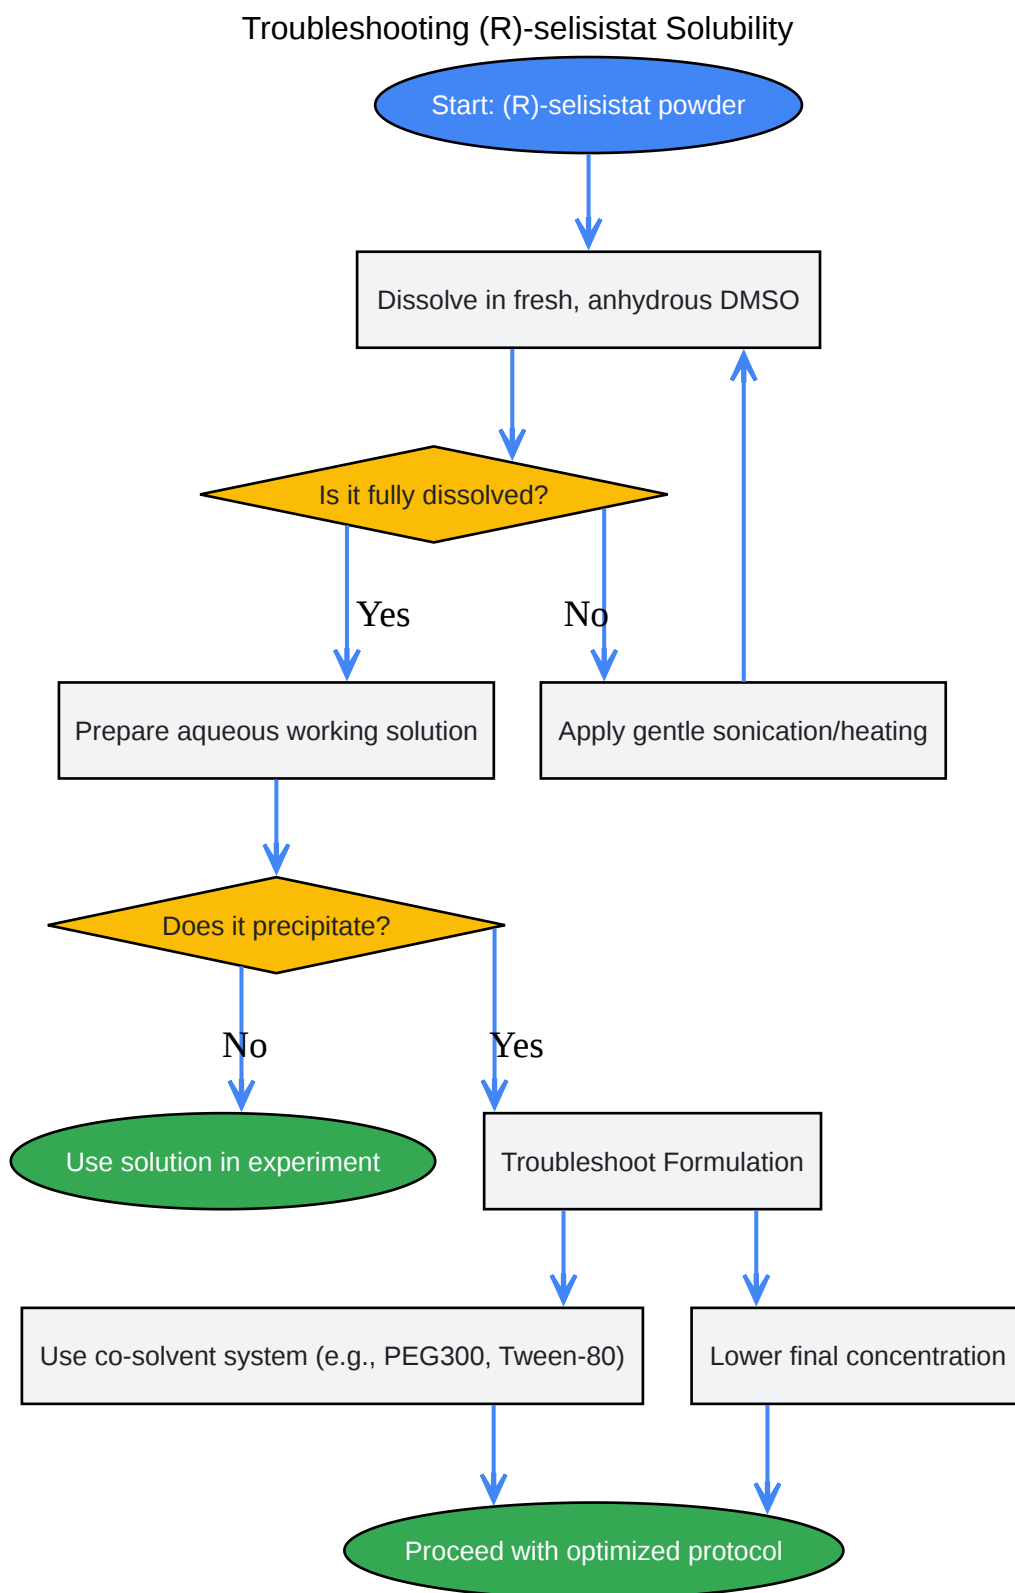 Troubleshooting (R)-selisistat Solubility
Start: (R)-selisistat powder
Dissolve in fresh, anhydrous DMSO
Is it fully dissolved?
Yes
No
Prepare aqueous working solution
Apply gentle sonication/heating
Does it precipitate?
No
Yes
Use solution in experiment
Troubleshoot Formulation
Use co-solvent system (e.g., PEG300, Tween-80)
Lower final concentration
Proceed with optimized protocol